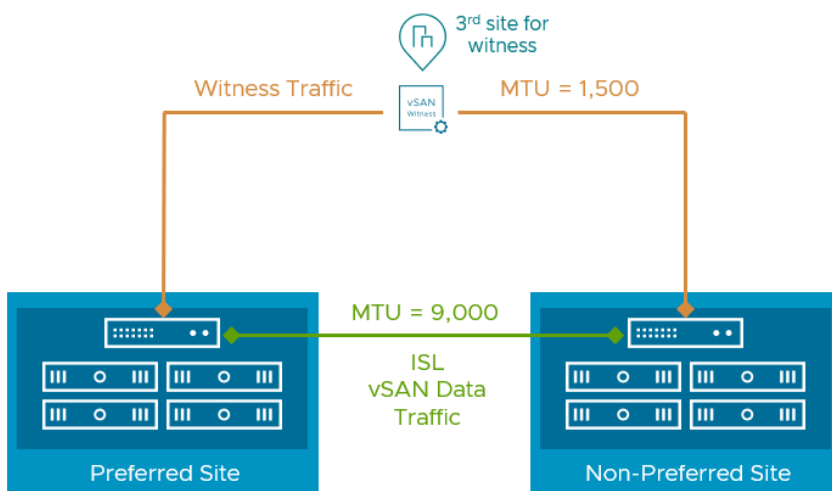 3rd site for
witness
Witness Traffic
vSAN
Witness
MTU = 1,500
MTU = 9,000
ISL
vSAN Data
Traffic
Preferred Site
Non-Preferred Site